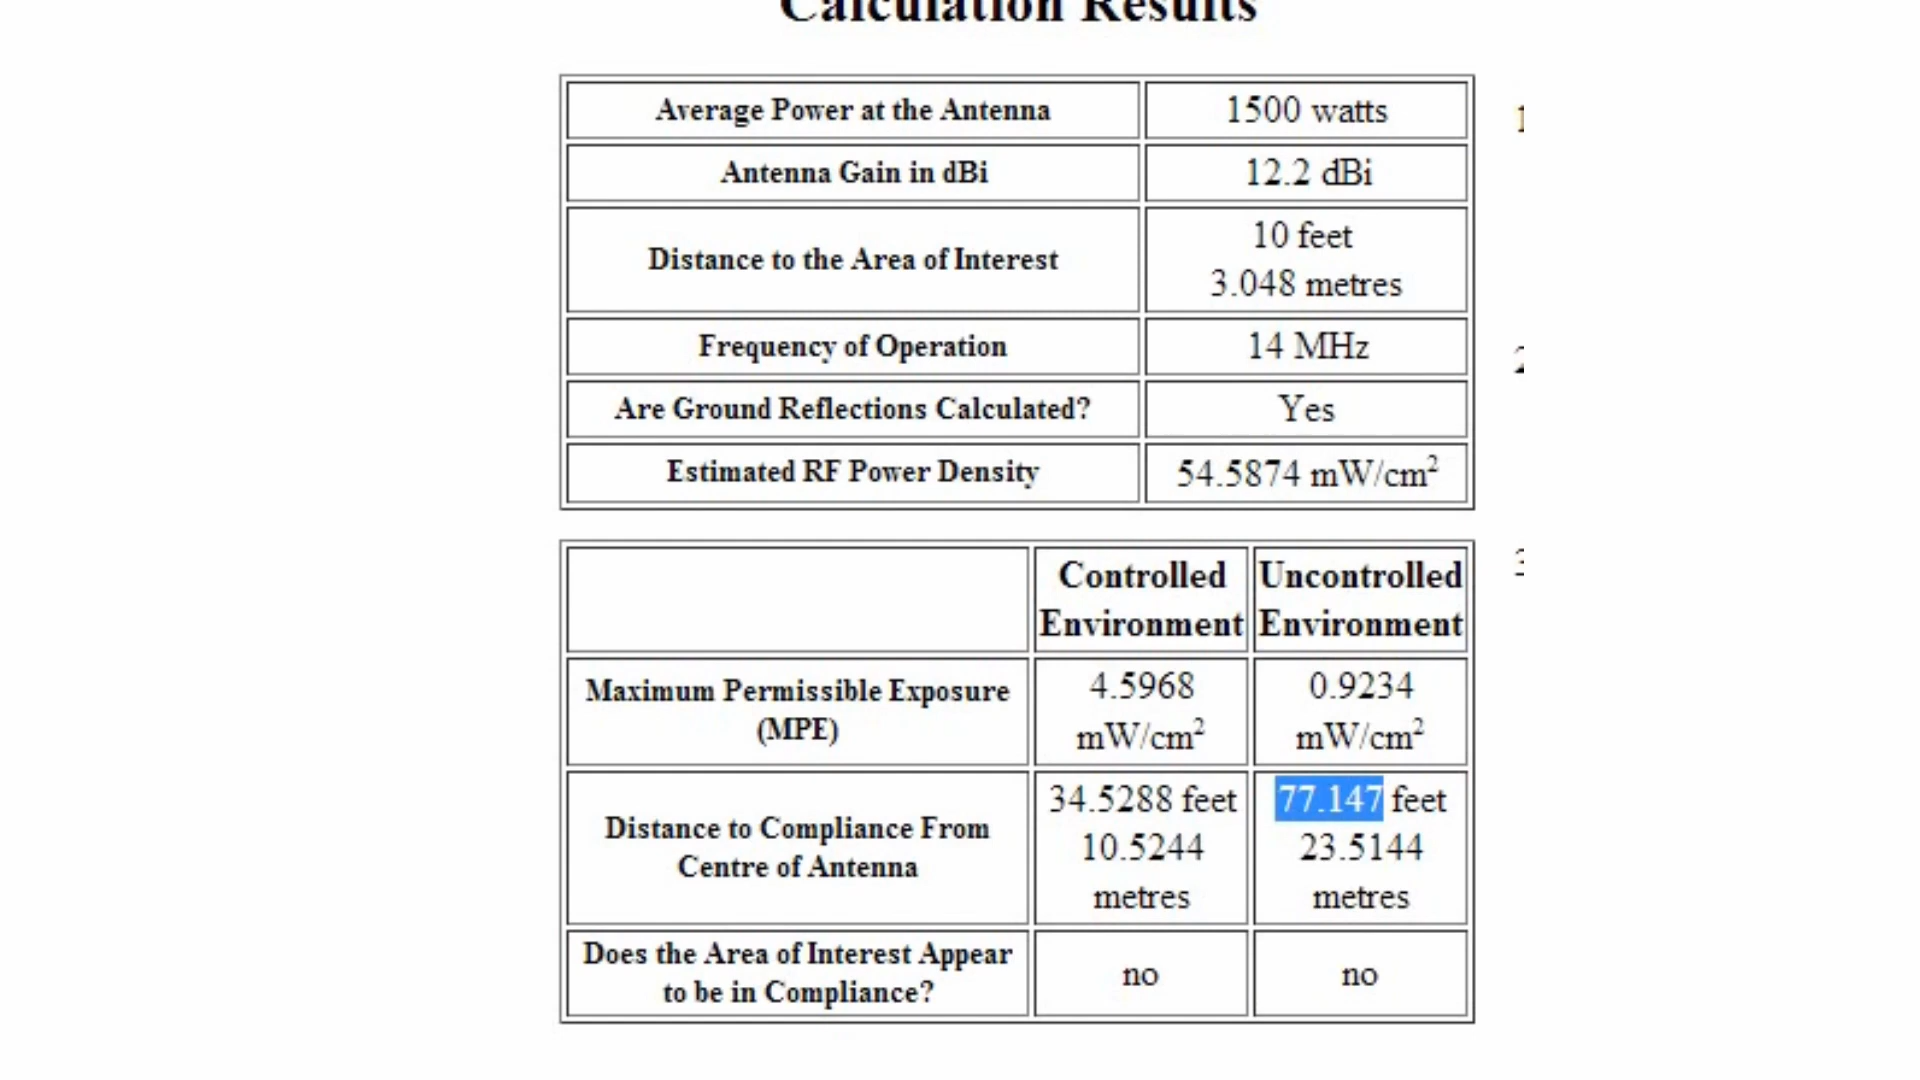 Calculation Results
Average Power at the Antenna
1500 watts
Antenna Gain in dBi
12.2 dBi
Distance to the Area of Interest
10 feet
3.048 metres
Frequency of Operation
14 MHz
Are Ground Reflections Calculated?
Yes
Estimated RF Power Density
54.5874 mW/cm²
Controlled
Environment
Uncontrolled
Environment
Maximum Permissible Exposure
(MPE)
4.5968
mW/cm²
0.9234
mW/cm²
Distance to Compliance From
Centre of Antenna
34.5288 feet
10.5244
metres
77.147 feet
23.5144
metres
Does the Area of Interest Appear
to be in Compliance?
no
no